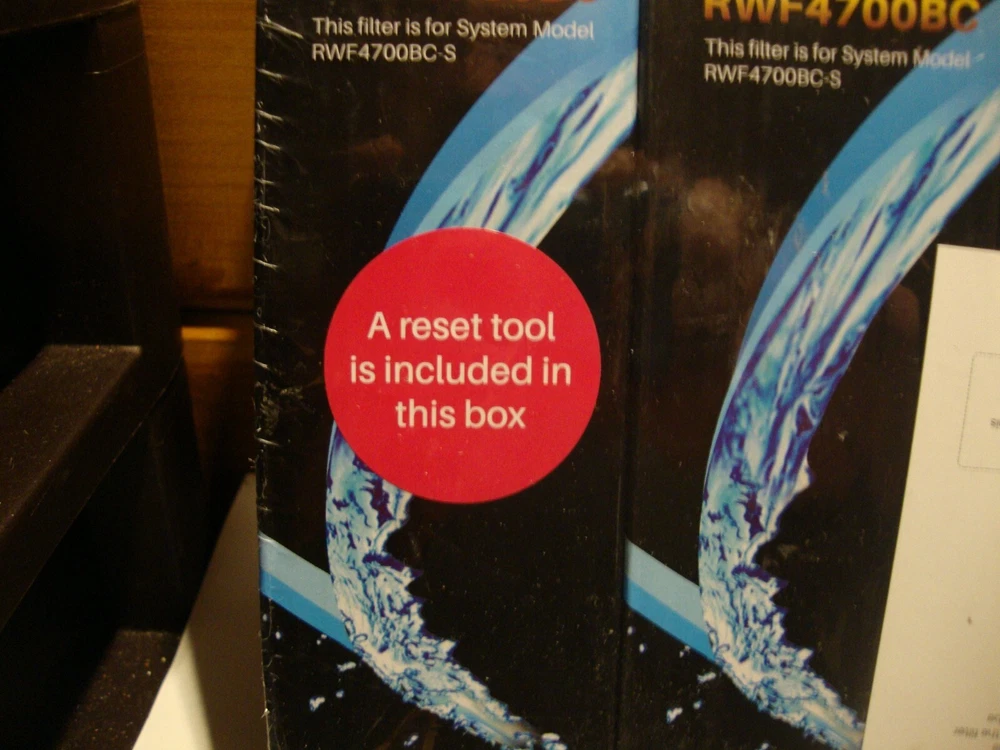 This filter is for System Model
RWF4700BC-S
A reset tool
is included in
this box
RWF4700BC
This filter is for System Model
RWF4700BC-S